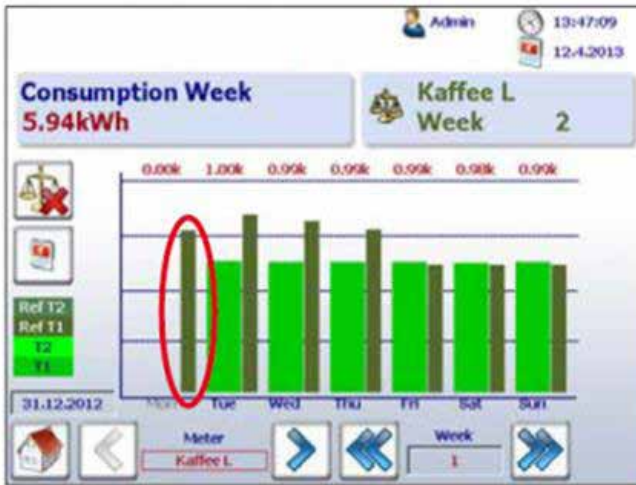 Admin
13:47:09
12.4.2013
Consumption Week
5.94kWh
Kaffee L
Week 2
0.00k 1.00k 0.99k 0.99k 0.99k 0.98k 0.99k
Ref T2
Ref T1
T2
T1
31.12.2012
Mon Tue Wed Thu Fri Sat Sun
Meter
Kaffee L
Week
1